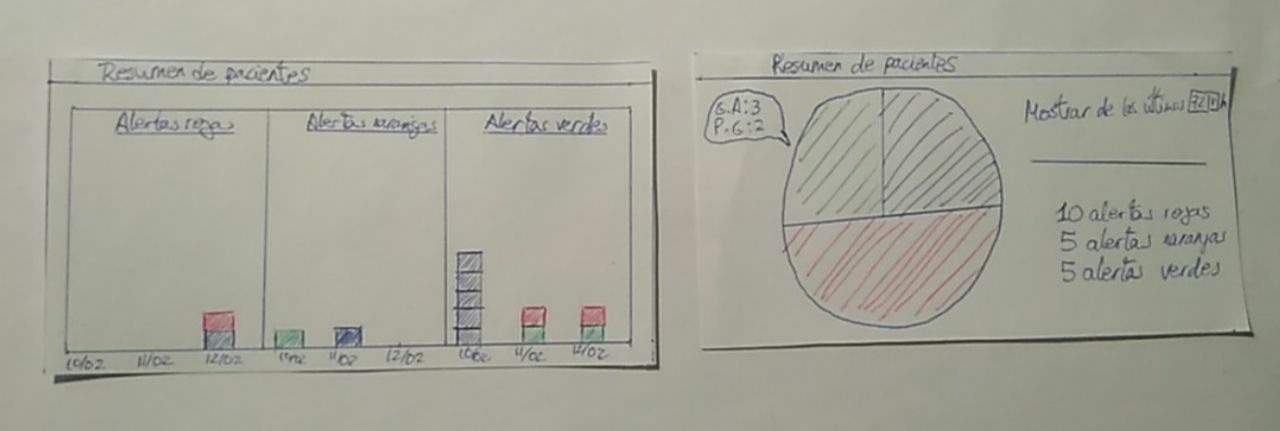 Resumen de pacientes
Alertas rojas
Alertas naranjas
Alertas verdes
10/02
11/02
12/02
10/02
11/02
12/02
10/02
11/02
12/02
Resumen de pacientes
G.A:3
P.G:2
Mostrar de los últimos 72 h
10 alertas rojas
5 alertas naranjas
5 alertas verdes